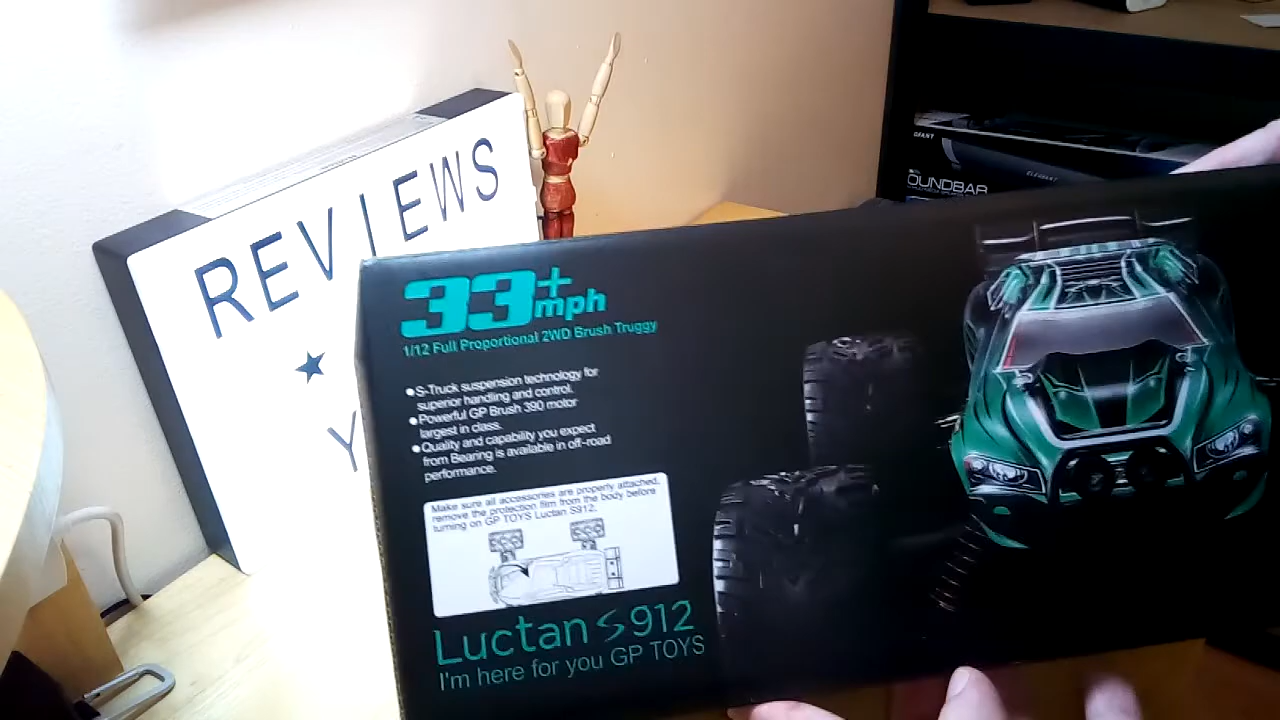 REVIEWS
Y
GRANT
OUNDBAR
33+
mph
1/12 Full Proportional 2WD Brush Truggy
●S-Truck suspension technology for
superior handling and control.
●Powerful GP Brush 390 motor
largest in class.
●Quality and capability you expect
from Bearing is available in off-road
performance.
Make sure all accessories are properly attached,
remove the protection film from the body before
turning on GP TOYS Luctan S912.
Luctan S912
I'm here for you GP TOYS